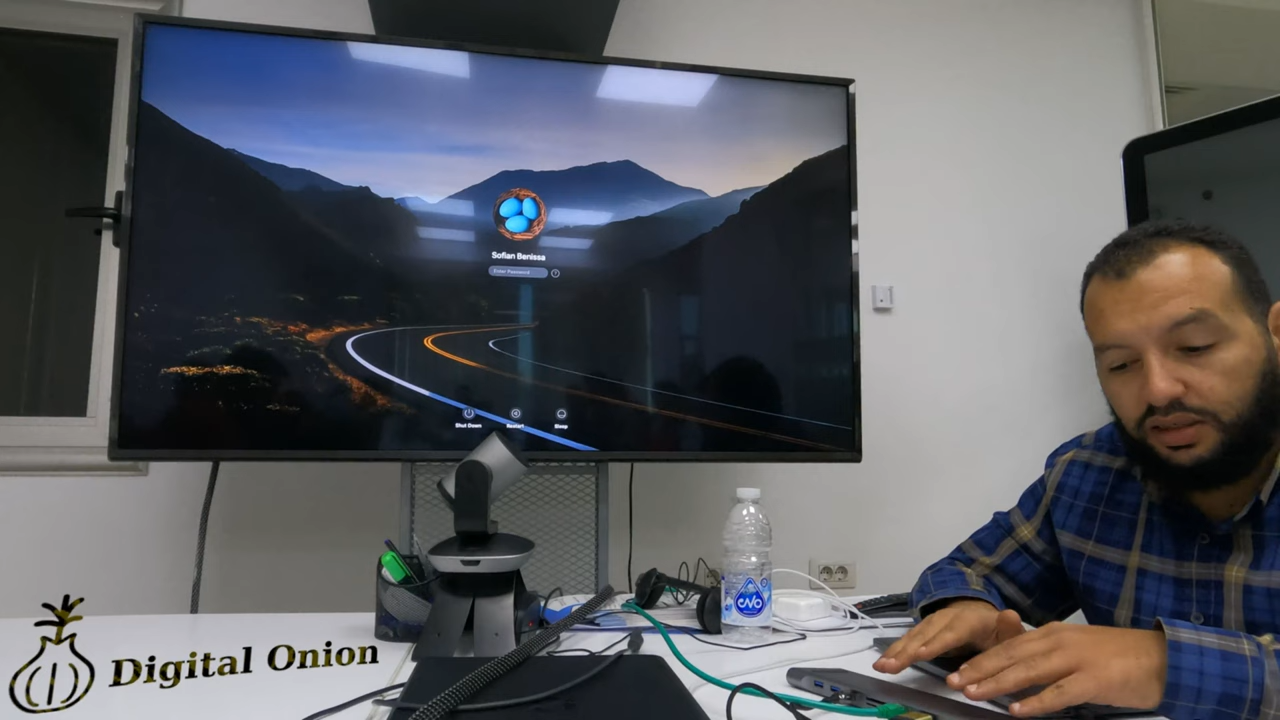 Sofian Benissa
Enter Password
Shut Down
Restart
Sleep
Digital Onion